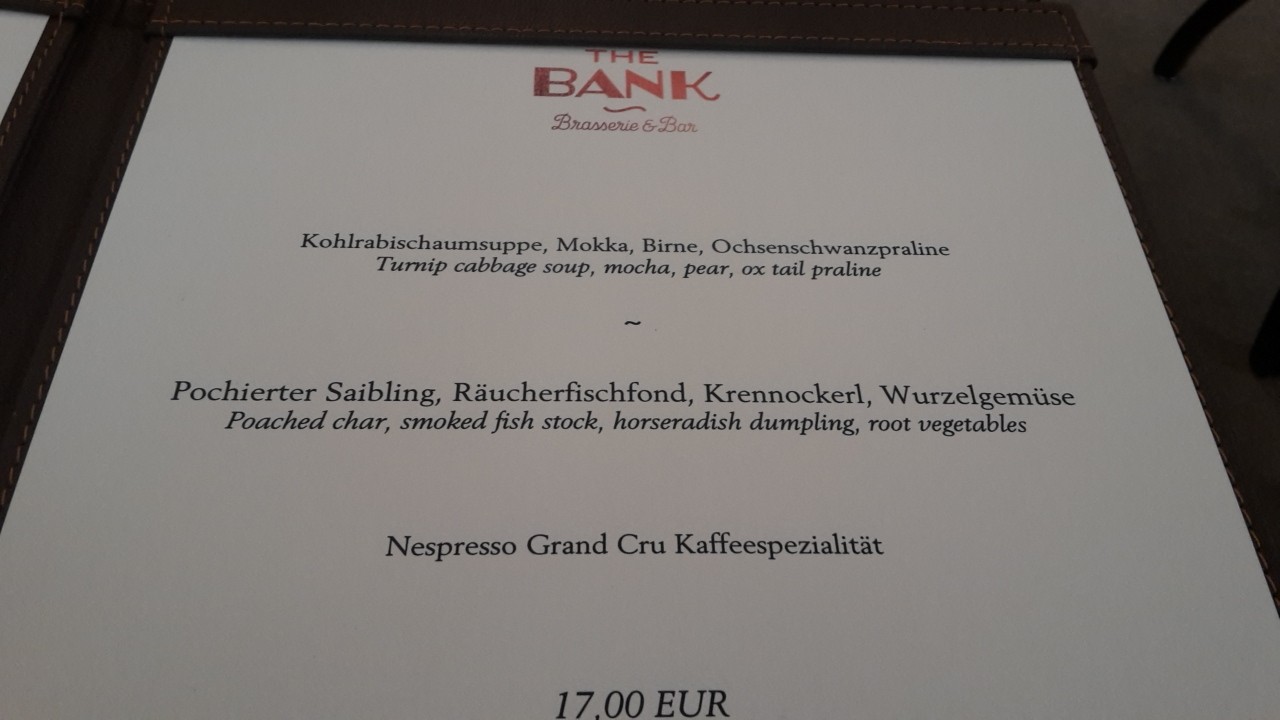 THE
BANK
Brasserie & Bar
Kohlrabischaumsuppe, Mokka, Birne, Ochsenschwanzpraline
Turnip cabbage soup, mocha, pear, ox tail praline
~
Pochierter Saibling, Räucherfischfond, Krennockerl, Wurzelgemüse
Poached char, smoked fish stock, horseradish dumpling, root vegetables
Nespresso Grand Cru Kaffeespezialität
17,00 EUR